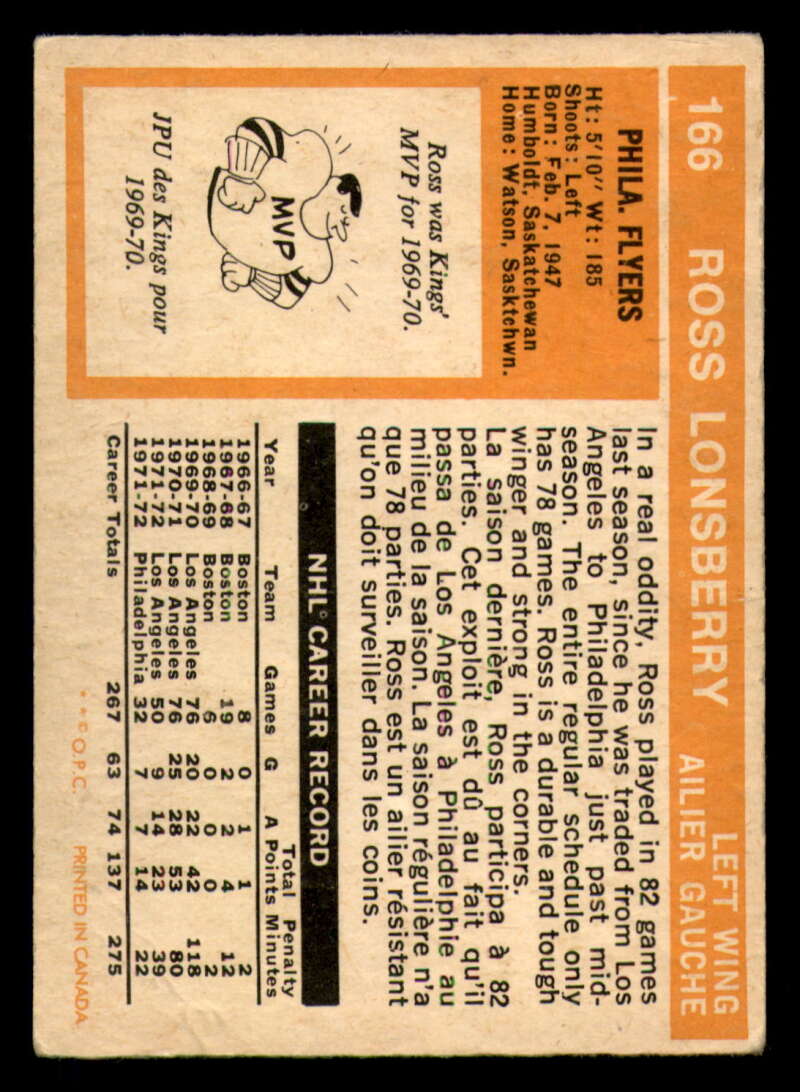 166 ROSS LONSBERRY LEFT WING
AILIER GAUCHE
PHILA. FLYERS
Ht: 5'10" Wt: 185
Shoots: Left
Born: Feb. 7, 1947
Humboldt, Saskatchewan
Home: Watson, Sasktchwn.
Ross was Kings'
MVP for 1969-70.
MVP
JPU des Kings pour
1969-70.
In a real oddity, Ross played in 82 games
last season, since he was traded from Los
Angeles to Philadelphia just past mid-
season. The entire regular schedule only
has 78 games. Ross is a durable and tough
winger and strong in the corners.
La saison dernière, Ross participa à 82
parties. Cet exploit est dû au fait qu'il
passa de Los Angeles à Philadelphie au
milieu de la saison. La saison régulière n'a
que 78 parties. Ross est un ailier résistant
qu'on doit surveiller dans les coins.
NHL CAREER RECORD
Total Penalty
Year Team Games G A Points Minutes
1966-67 Boston 8 0 1 1 2
1967-68 Boston 19 2 2 4 12
1968-69 Boston 6 0 0 0 2
1969-70 Los Angeles 76 20 22 42 118
1970-71 Los Angeles 76 25 28 53 80
1971-72 Los Angeles 50 9 14 23 39
1971-72 Philadelphia 32 7 7 14 22
Career Totals 267 63 74 137 275
* * © O.P.C. PRINTED IN CANADA